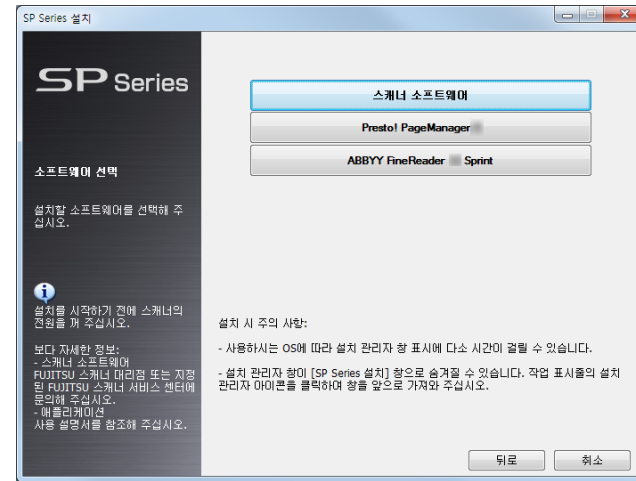 SP Series 설치
SP Series
스캐너 소프트웨어
Presto! PageManager
ABBYY FineReader Sprint
소프트웨어 선택
설치할 소프트웨어를 선택해 주
십시오.
설치를 시작하기 전에 스캐너의
전원을 꺼 주십시오.
보다 자세한 정보:
- 스캐너 소프트웨어
FUJITSU 스캐너 대리점 또는 지정
된 FUJITSU 스캐너 서비스 센터에
문의해 주십시오.
- 애플리케이션
사용 설명서를 참조해 주십시오.
설치 시 주의 사항:
- 사용하시는 OS에 따라 설치 관리자 창 표시에 다소 시간이 걸릴 수 있습니다.
- 설치 관리자 창이 [SP Series 설치] 창으로 숨겨질 수 있습니다. 작업 표시줄의 설치
관리자 아이콘을 클릭하여 창을 앞으로 가져와 주십시오.
뒤로
취소